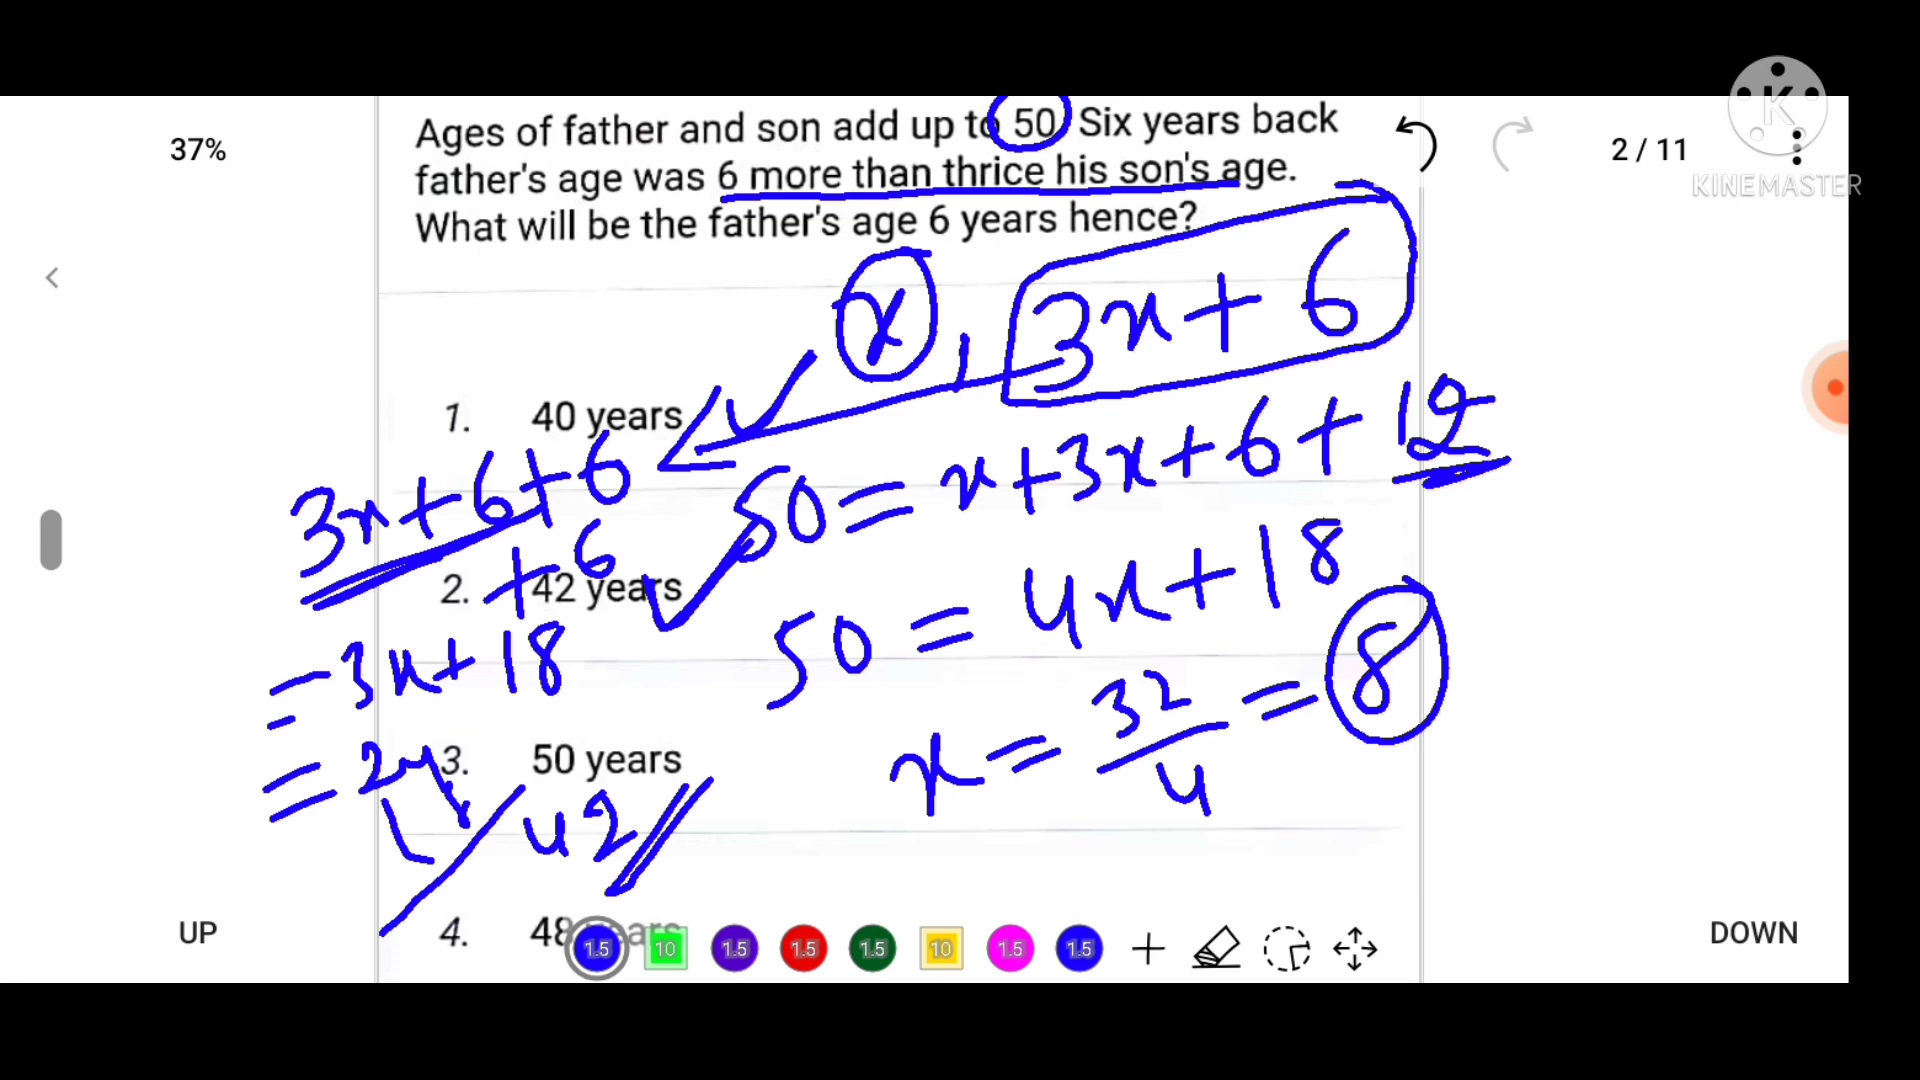 37%
Ages of father and son add up to 50 Six years back
father's age was 6 more than thrice his son's age.
What will be the father's age 6 years hence?
2 / 11
K
KINEMASTER
x , 3x + 6
1. 40 years
3x + 6 + 6
+ 6
50 = x + 3x + 6 + 12
2. 42 years
50 = 4x + 18
= 3x + 18
x = 32/4 = 8
3. 50 years
= 24
42
4. 48 years
UP
1.5 10 1.5 1.5 1.5 10 1.5 1.5
DOWN